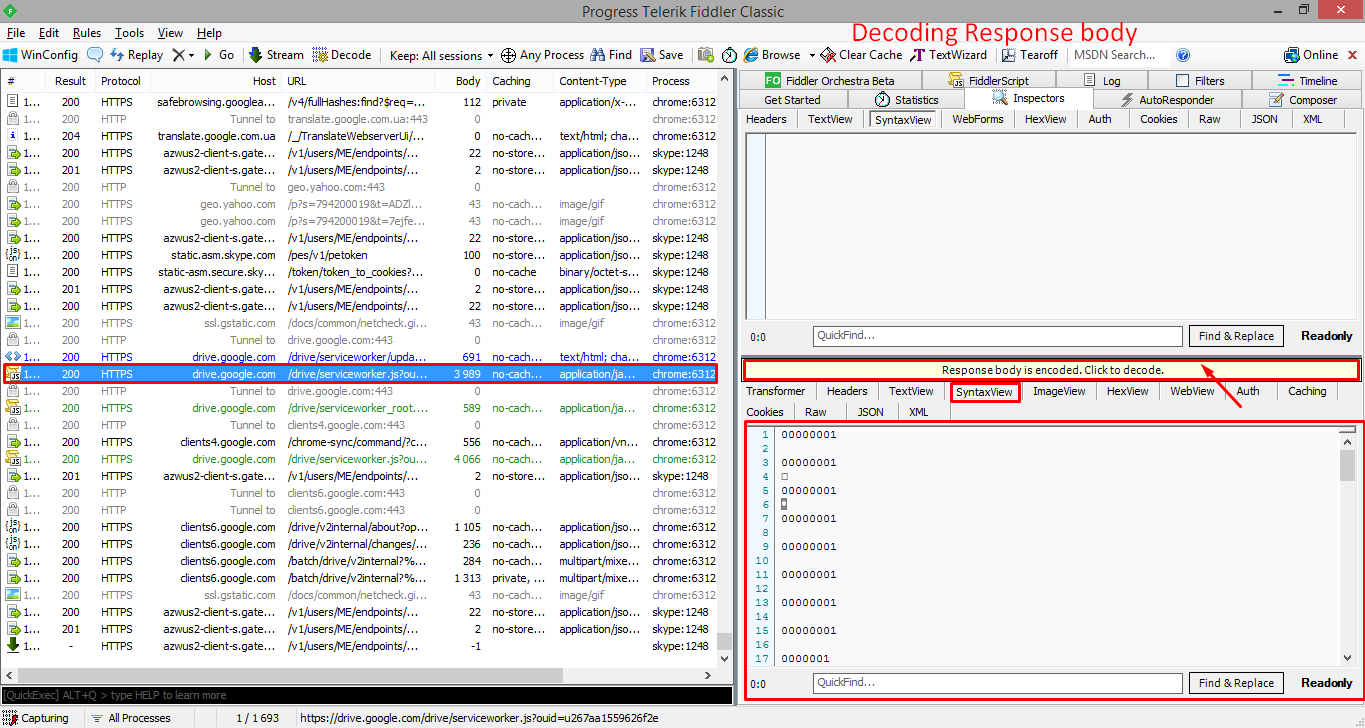 Progress Telerik Fiddler Classic
File Edit Rules Tools View Help
Decoding Response body
WinConfig Replay Go Stream Decode Keep: All sessions Any Process Find Save Browse Clear Cache TextWizard Tearoff MSDN Search... Online
# Result Protocol Host URL Body Caching Content-Type Process
1... 200 HTTPS safebrowsing.googlea... /v4/fullHashes:find?$req=... 112 private application/x-... chrome:6312
1... 200 HTTP Tunnel to translate.google.com.ua:443 0 chrome:6312
1... 204 HTTPS translate.google.com.ua /_/TranslateWebserverUi/... 0 no-cach... text/html; cha... chrome:6312
1... 200 HTTPS azwus2-client-s.gate... /v1/users/ME/endpoints/... 22 no-store... application/jso... skype:1248
1... 201 HTTPS azwus2-client-s.gate... /v1/users/ME/endpoints/... 2 no-store... application/jso... skype:1248
1... 200 HTTP Tunnel to geo.yahoo.com:443 0 chrome:6312
1... 200 HTTPS geo.yahoo.com /p?s=794200019&t=ADZl... 43 no-cach... image/gif chrome:6312
1... 200 HTTPS geo.yahoo.com /p?s=794200019&t=7ejfe... 43 no-cach... image/gif chrome:6312
1... 200 HTTPS azwus2-client-s.gate... /v1/users/ME/endpoints/... 22 no-store... application/jso... skype:1248
1... 200 HTTPS static.asm.skype.com /pes/v1/petoken 100 no-store... application/jso... skype:1248
1... 200 HTTPS static-asm.secure.sky... /token/token_to_cookies?... 0 no-cache binary/octet-s... skype:1248
1... 201 HTTPS azwus2-client-s.gate... /v1/users/ME/endpoints/... 2 no-store... application/jso... skype:1248
1... 200 HTTPS azwus2-client-s.gate... /v1/users/ME/endpoints/... 22 no-store... application/jso... skype:1248
1... 200 HTTPS ssl.gstatic.com /docs/common/netcheck.gi... 43 no-cach... image/gif chrome:6312
1... 200 HTTP Tunnel to drive.google.com:443 0 chrome:6312
1... 200 HTTPS drive.google.com /drive/serviceworker/upda... 691 no-cach... text/html; cha... chrome:6312
1... 200 HTTPS drive.google.com /drive/serviceworker.js?ou... 3 989 no-cach... application/ja... chrome:6312
1... 200 HTTP Tunnel to drive.google.com:443 0 chrome:6312
1... 200 HTTPS drive.google.com /drive/serviceworker_root... 589 no-cach... application/ja... chrome:6312
1... 200 HTTP Tunnel to clients4.google.com:443 0 chrome:6312
1... 200 HTTPS clients4.google.com /chrome-sync/command/?c... 556 no-cach... application/vn... chrome:6312
1... 200 HTTPS drive.google.com /drive/serviceworker.js?ou... 4 066 no-cach... application/ja... chrome:6312
1... 201 HTTPS azwus2-client-s.gate... /v1/users/ME/endpoints/... 2 no-store... application/jso... skype:1248
1... 200 HTTP Tunnel to clients6.google.com:443 0 chrome:6312
1... 200 HTTP Tunnel to clients6.google.com:443 0 chrome:6312
1... 200 HTTPS clients6.google.com /drive/v2internal/about?op... 1 105 no-cach... application/jso... chrome:6312
1... 200 HTTPS clients6.google.com /drive/v2internal/changes/... 236 no-cach... application/jso... chrome:6312
1... 200 HTTPS clients6.google.com /batch/drive/v2internal?%... 284 no-cach... multipart/mixe... chrome:6312
1... 200 HTTPS clients6.google.com /batch/drive/v2internal?%... 1 313 private, ... multipart/mixe... chrome:6312
1... 200 HTTPS ssl.gstatic.com /docs/common/netcheck.gi... 43 no-cach... image/gif chrome:6312
1... 200 HTTPS azwus2-client-s.gate... /v1/users/ME/endpoints/... 22 no-store... application/jso... skype:1248
1... 201 HTTPS azwus2-client-s.gate... /v1/users/ME/endpoints/... 2 no-store... application/jso... skype:1248
1... - HTTPS azwus2-client-s.gate... /v1/users/ME/endpoints/... -1 skype:1248
[QuickExec] ALT+Q > type HELP to learn more
Capturing All Processes 1 / 1 693 https://drive.google.com/drive/serviceworker.js?ouid=u267aa1559626f2e
FO Fiddler Orchestra Beta FiddlerScript Log Filters Timeline
Get Started Statistics Inspectors AutoResponder Composer
Headers TextView SyntaxView WebForms HexView Auth Cookies Raw JSON XML
0:0 QuickFind... Find & Replace Readonly
Response body is encoded. Click to decode.
Transformer Headers TextView SyntaxView ImageView HexView WebView Auth Caching
Cookies Raw JSON XML
1 00000001
2
3 00000001
4
5 00000001
6
7 00000001
8
9 00000001
10
11 00000001
12
13 00000001
14
15 00000001
16
17 0000001
0:0 QuickFind... Find & Replace Readonly